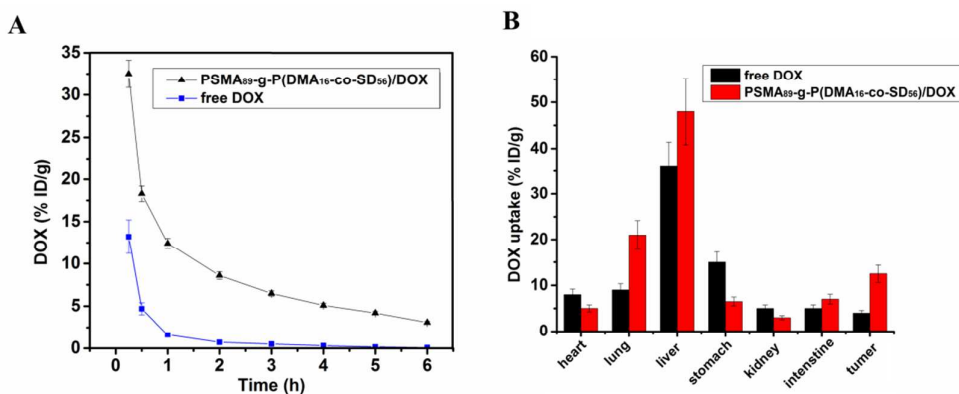 A
DOX (% ID/g)
35
30
25
20
15
10
5
0
PSMA₈₉-g-P(DMA₁₆-co-SD₅₆)/DOX
free DOX
0 1 2 3 4 5 6
Time (h)
B
DOX uptake (% ID/g)
60
50
40
30
20
10
0
free DOX
PSMA₈₉-g-P(DMA₁₆-co-SD₅₆)/DOX
heart
lung
liver
stomach
kidney
intenstine
tumer